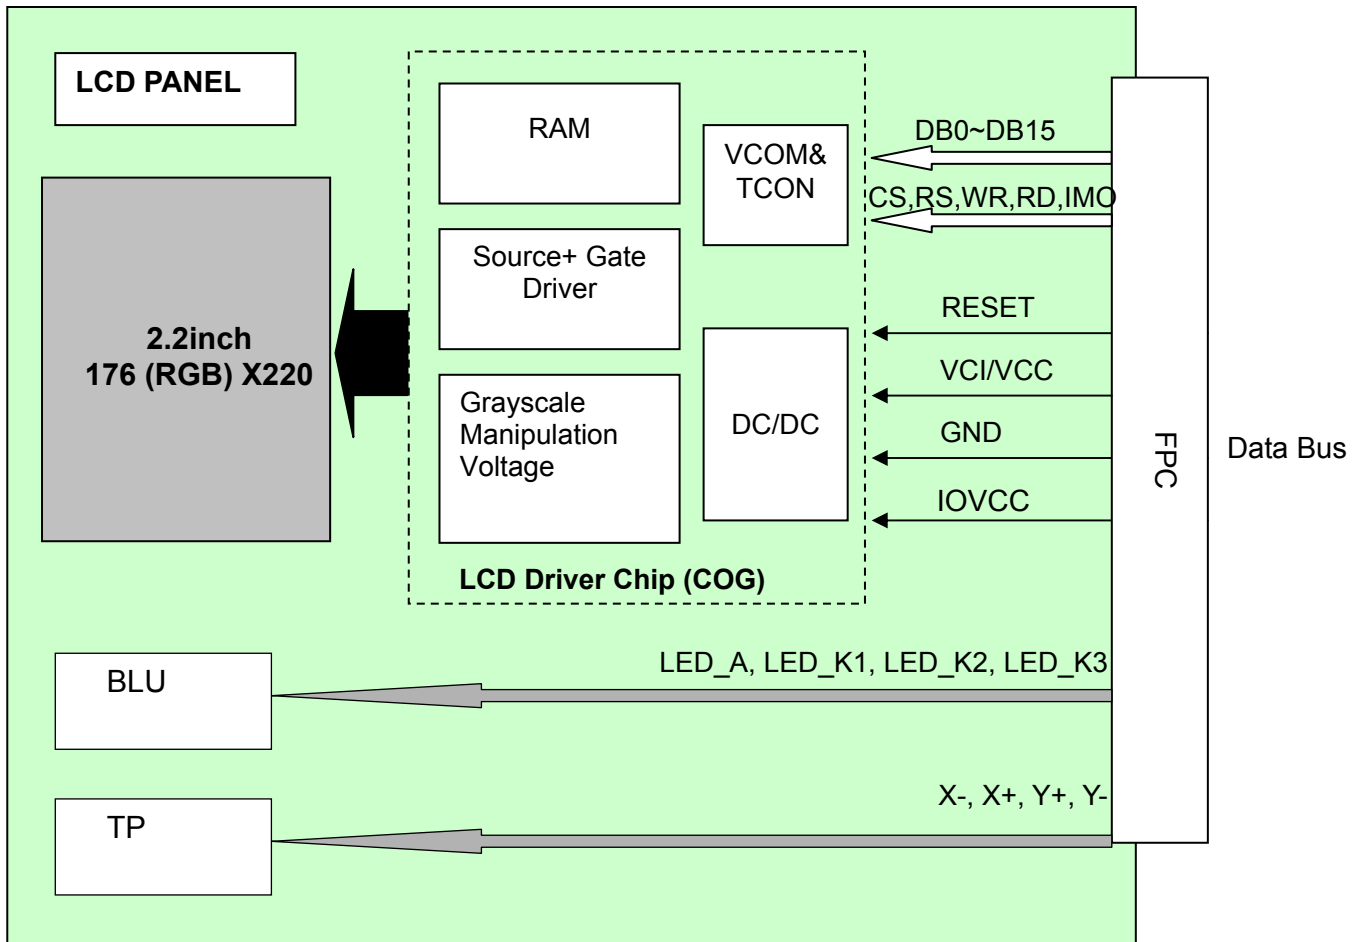 LCD PANEL
RAM
VCOM&
TCON
DB0~DB15
CS,RS,WR,RD,IMO
Source+ Gate
Driver
2.2inch
176 (RGB) X220
RESET
VCI/VCC
Grayscale
Manipulation
Voltage
DC/DC
GND
IOVCC
FPC
Data Bus
LCD Driver Chip (COG)
BLU
LED_A, LED_K1, LED_K2, LED_K3
TP
X-, X+, Y+, Y-